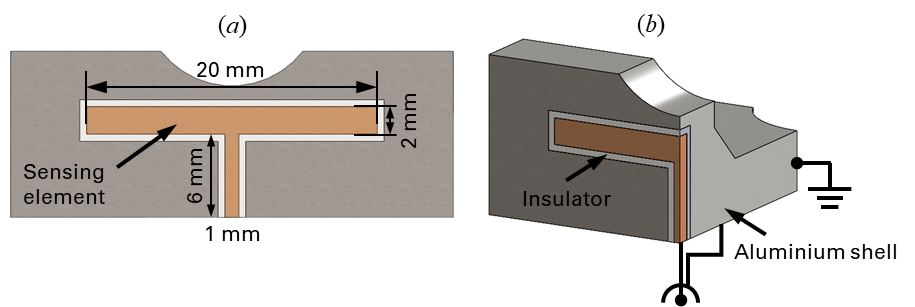 (a)
20 mm
2 mm
Sensing
element
6 mm
1 mm
(b)
Insulator
Aluminium shell